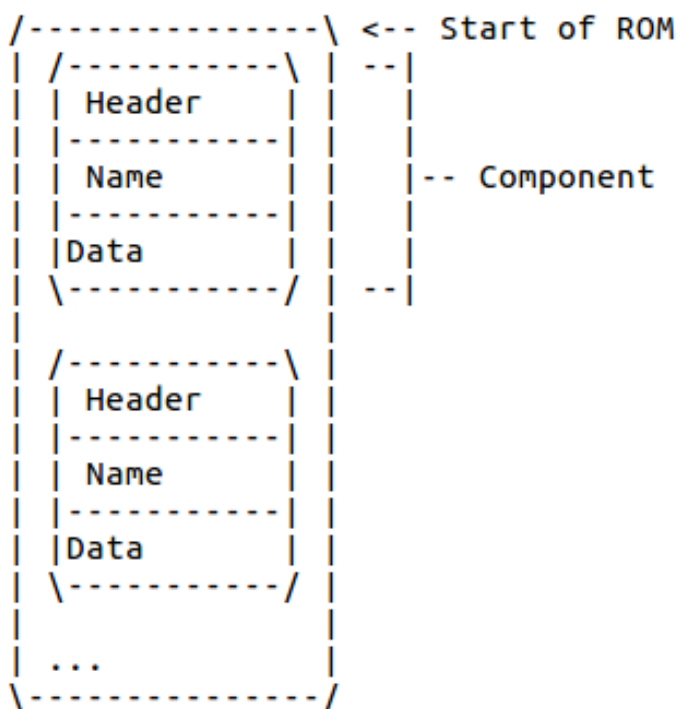 /---------------\ <-- Start of ROM
| /-----------\ | --|
| | Header    | |   |
| |-----------| |   |
| | Name      | |   |-- Component
| |-----------| |   |
| |Data       | |   |
| \-----------/ | --|
|               |
| /-----------\ |
| | Header    | |
| |-----------| |
| | Name      | |
| |-----------| |
| |Data       | |
| \-----------/ |
|               |
| ...           |
\---------------/